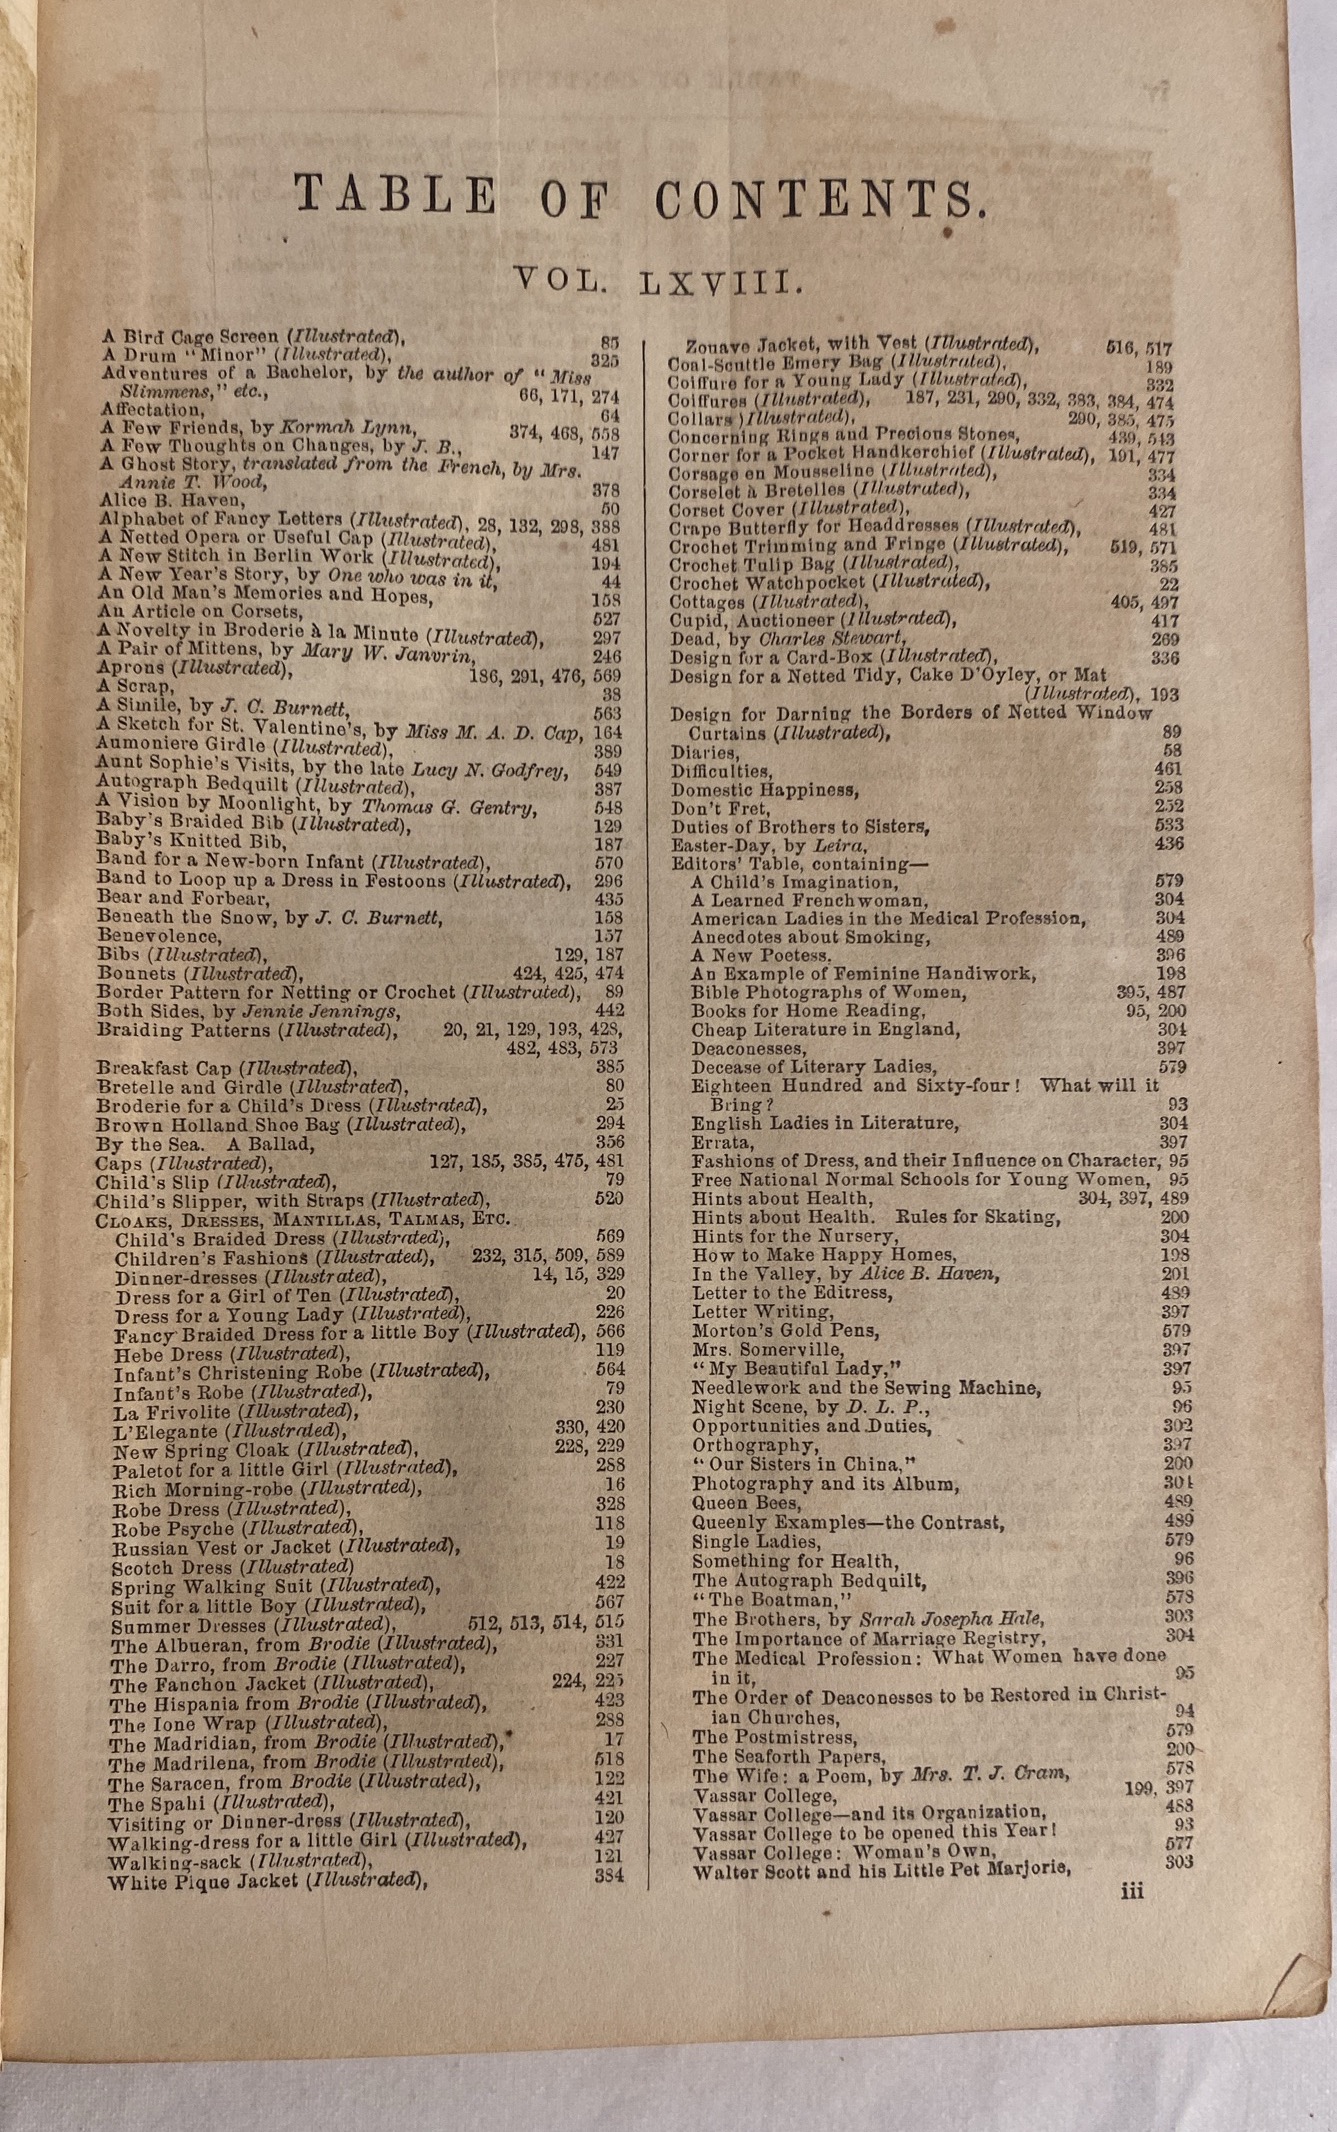 TABLE OF CONTENTS.
VOL. LXVIII.
A Bird Cage Screen (Illustrated), 85
A Drum "Minor" (Illustrated), 325
Adventures of a Bachelor, by the author of "Miss
Slimmens," etc., 66, 171, 274
Affectation, 64
A Few Friends, by Kormah Lynn, 374, 468, 558
A Few Thoughts on Changes, by J. B., 147
A Ghost Story, translated from the French, by Mrs.
Annie T. Wood, 378
Alice B. Haven, 50
Alphabet of Fancy Letters (Illustrated), 28, 132, 298, 388
A Netted Opera or Useful Cap (Illustrated), 481
A New Stitch in Berlin Work (Illustrated), 194
A New Year's Story, by One who was in it, 44
An Old Man's Memories and Hopes, 158
An Article on Corsets, 527
A Novelty in Broderie à la Minute (Illustrated), 297
A Pair of Mittens, by Mary W. Janvrin, 246
Aprons (Illustrated), 186, 291, 476, 569
A Scrap, 38
A Simile, by J. C. Burnett, 563
A Sketch for St. Valentine's, by Miss M. A. D. Cap, 164
Aumoniere Girdle (Illustrated), 389
Aunt Sophie's Visits, by the late Lucy N. Godfrey, 549
Autograph Bedquilt (Illustrated), 387
A Vision by Moonlight, by Thomas G. Gentry, 548
Baby's Braided Bib (Illustrated), 129
Baby's Knitted Bib, 187
Band for a New-born Infant (Illustrated), 570
Band to Loop up a Dress in Festoons (Illustrated), 296
Bear and Forbear, 435
Beneath the Snow, by J. C. Burnett, 158
Benevolence, 157
Bibs (Illustrated), 129, 187
Bonnets (Illustrated), 424, 425, 474
Border Pattern for Netting or Crochet (Illustrated), 89
Both Sides, by Jennie Jennings, 442
Braiding Patterns (Illustrated), 20, 21, 129, 193, 428,
482, 483, 573
Breakfast Cap (Illustrated), 385
Bretelle and Girdle (Illustrated), 80
Broderie for a Child's Dress (Illustrated), 25
Brown Holland Shoe Bag (Illustrated), 294
By the Sea. A Ballad, 356
Caps (Illustrated), 127, 185, 385, 475, 481
Child's Slip (Illustrated), 79
Child's Slipper, with Straps (Illustrated), 520
CLOAKS, DRESSES, MANTILLAS, TALMAS, ETC.
Child's Braided Dress (Illustrated), 569
Children's Fashions (Illustrated), 232, 315, 509, 589
Dinner-dresses (Illustrated), 14, 15, 329
Dress for a Girl of Ten (Illustrated), 20
Dress for a Young Lady (Illustrated), 226
Fancy Braided Dress for a little Boy (Illustrated), 566
Hebe Dress (Illustrated), 119
Infant's Christening Robe (Illustrated), 564
Infant's Robe (Illustrated), 79
La Frivolite (Illustrated), 230
L'Elegante (Illustrated), 330, 420
New Spring Cloak (Illustrated), 228, 229
Paletot for a little Girl (Illustrated), 288
Rich Morning-robe (Illustrated), 16
Robe Dress (Illustrated), 328
Robe Psyche (Illustrated), 118
Russian Vest or Jacket (Illustrated), 19
Scotch Dress (Illustrated) 18
Spring Walking Suit (Illustrated), 422
Suit for a little Boy (Illustrated), 567
Summer Dresses (Illustrated), 512, 513, 514, 515
The Albueran, from Brodie (Illustrated), 331
The Darro, from Brodie (Illustrated), 227
The Fanchon Jacket (Illustrated), 224, 225
The Hispania from Brodie (Illustrated), 423
The Ione Wrap (Illustrated), 288
The Madridian, from Brodie (Illustrated), 17
The Madrilena, from Brodie (Illustrated), 518
The Saracen, from Brodie (Illustrated), 122
The Spahi (Illustrated), 421
Visiting or Dinner-dress (Illustrated), 120
Walking-dress for a little Girl (Illustrated), 427
Walking-sack (Illustrated), 121
White Pique Jacket (Illustrated), 384
Zouave Jacket, with Vest (Illustrated), 516, 517
Coal-Scuttle Emery Bag (Illustrated), 189
Coiffure for a Young Lady (Illustrated), 332
Coiffures (Illustrated), 187, 231, 290, 332, 383, 384, 474
Collars )Illustrated), 290, 385, 475
Concerning Rings and Precious Stones, 439, 543
Corner for a Pocket Handkerchief (Illustrated), 191, 477
Corsage en Mousseline (Illustrated), 334
Corselet à Bretelles (Illustrated), 334
Corset Cover (Illustrated), 427
Crape Butterfly for Headdresses (Illustrated), 481
Crochet Trimming and Fringe (Illustrated), 519, 571
Crochet Tulip Bag (Illustrated), 385
Crochet Watchpocket (Illustrated), 22
Cottages (Illustrated), 405, 497
Cupid, Auctioneer (Illustrated), 417
Dead, by Charles Stewart, 269
Design for a Card-Box (Illustrated), 336
Design for a Netted Tidy, Cake D'Oyley, or Mat
(Illustrated), 193
Design for Darning the Borders of Netted Window
Curtains (Illustrated), 89
Diaries, 58
Difficulties, 461
Domestic Happiness, 258
Don't Fret, 252
Duties of Brothers to Sisters, 533
Easter-Day, by Leira, 436
Editors' Table, containing—
A Child's Imagination, 579
A Learned Frenchwoman, 304
American Ladies in the Medical Profession, 304
Anecdotes about Smoking, 489
A New Poetess. 396
An Example of Feminine Handiwork, 198
Bible Photographs of Women, 395, 487
Books for Home Reading, 95, 200
Cheap Literature in England, 304
Deaconesses, 397
Decease of Literary Ladies, 579
Eighteen Hundred and Sixty-four! What will it
Bring? 93
English Ladies in Literature, 304
Errata, 397
Fashions of Dress, and their Influence on Character, 95
Free National Normal Schools for Young Women, 95
Hints about Health, 304, 397, 489
Hints about Health. Rules for Skating, 200
Hints for the Nursery, 304
How to Make Happy Homes, 198
In the Valley, by Alice B. Haven, 201
Letter to the Editress, 489
Letter Writing, 397
Morton's Gold Pens, 579
Mrs. Somerville, 397
"My Beautiful Lady," 397
Needlework and the Sewing Machine, 95
Night Scene, by D. L. P., 96
Opportunities and Duties, 302
Orthography, 397
"Our Sisters in China," 200
Photography and its Album, 304
Queen Bees, 489
Queenly Examples—the Contrast, 489
Single Ladies, 579
Something for Health, 96
The Autograph Bedquilt, 396
"The Boatman," 578
The Brothers, by Sarah Josepha Hale, 303
The Importance of Marriage Registry, 304
The Medical Profession: What Women have done
in it, 95
The Order of Deaconesses to be Restored in Christ-
ian Churches, 94
The Postmistress, 579
The Seaforth Papers, 200
The Wife: a Poem, by Mrs. T. J. Cram, 578
Vassar College, 199, 397
Vassar College—and its Organization, 488
Vassar College to be opened this Year! 93
Vassar College: Woman's Own, 577
Walter Scott and his Little Pet Marjorie, 303
iii